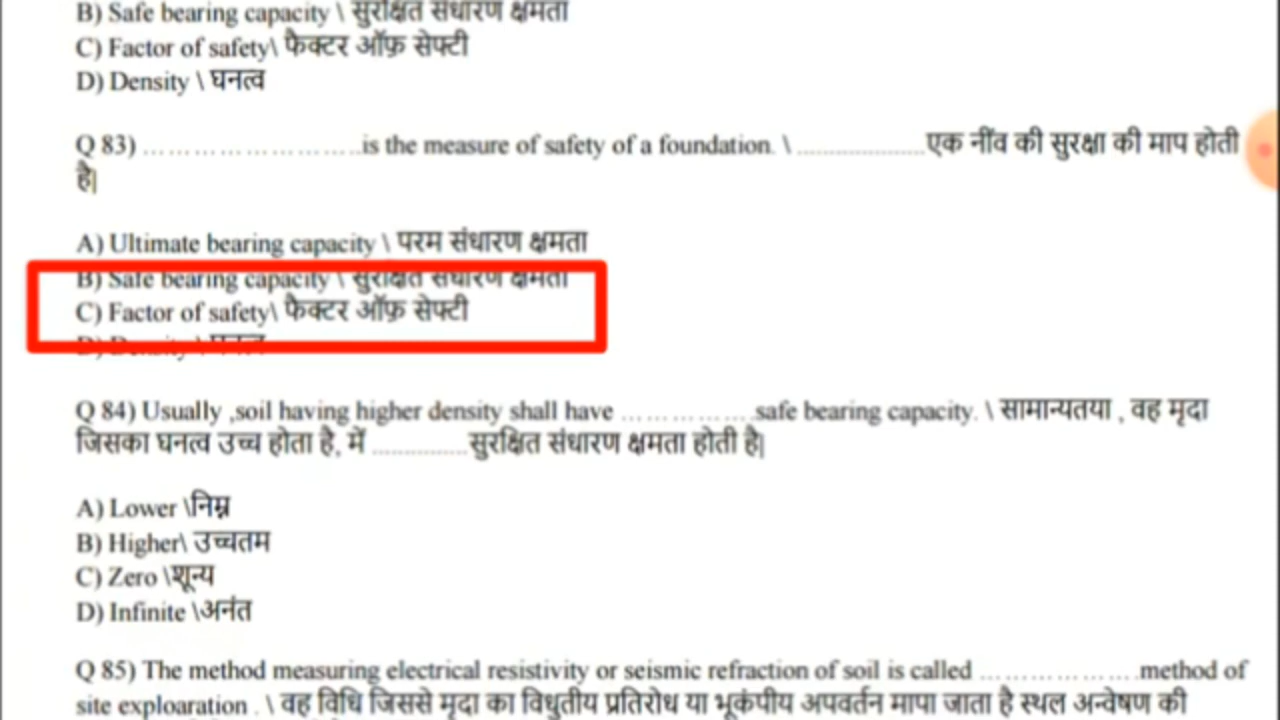 B) Safe bearing capacity \ सुरक्षित संधारण क्षमता
C) Factor of safety\ फैक्टर ऑफ़ सेफ्टी
D) Density \ घनत्व
Q 83) ……………………..is the measure of safety of a foundation. \ ......................एक नींव की सुरक्षा की माप होती
है|
A) Ultimate bearing capacity \ परम संधारण क्षमता
B) Safe bearing capacity \ सुरक्षित संधारण क्षमता
C) Factor of safety\ फैक्टर ऑफ़ सेफ्टी
D) Density \ घनत्व
Q 84) Usually ,soil having higher density shall have …………….safe bearing capacity. \ सामान्यतया , वह मृदा
जिसका घनत्व उच्च होता है, में ................सुरक्षित संधारण क्षमता होती है|
A) Lower \निम्न
B) Higher\ उच्चतम
C) Zero \शून्य
D) Infinite \अनंत
Q 85) The method measuring electrical resistivity or seismic refraction of soil is called ……………….method of
site exploaration . \ वह विधि जिससे मृदा का विधुतीय प्रतिरोध या भूकंपीय अपवर्तन मापा जाता है स्थल अन्वेषण की